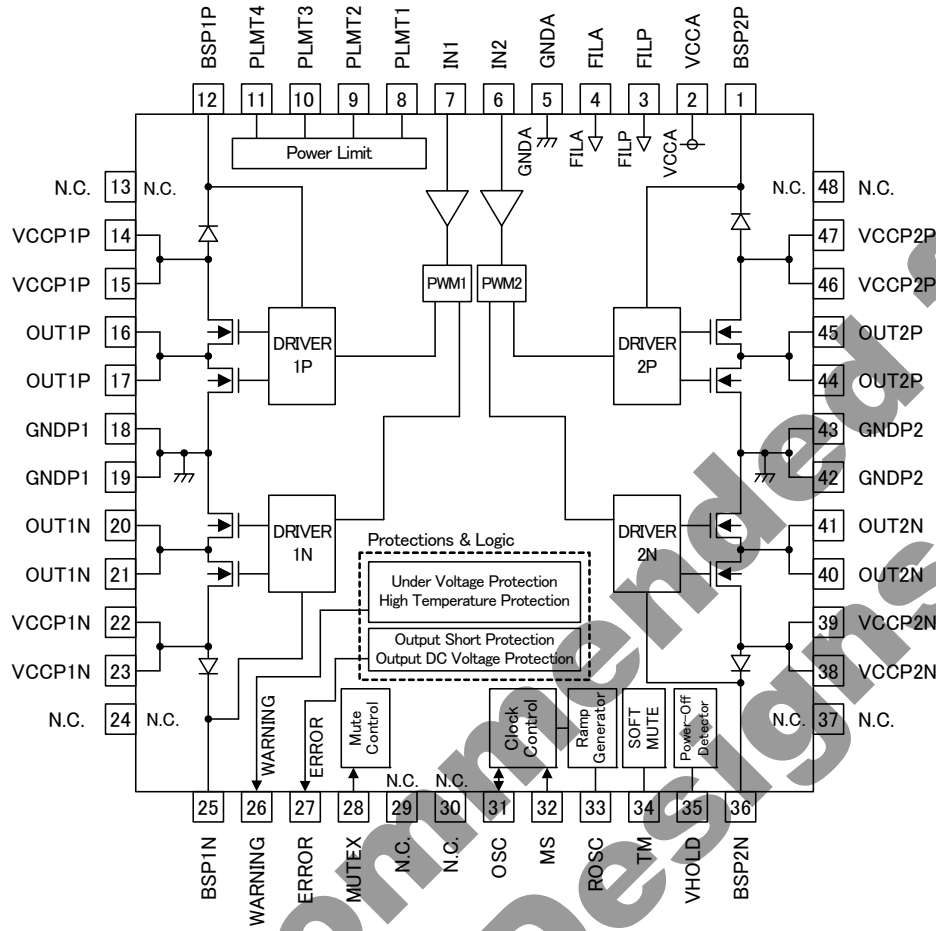 BSP1P
PLMT4
PLMT3
PLMT2
PLMT1
IN1
IN2
GNDA
FILA
FILP
VCCA
BSP2P
12
11
10
9
8
7
6
5
4
3
2
1
Power Limit
GNDA
FILA
FILP
VCCA
N.C. 13 N.C.
VCCP1P 14
VCCP1P 15
OUT1P 16
OUT1P 17
GNDP1 18
GNDP1 19
OUT1N 20
OUT1N 21
VCCP1N 22
VCCP1N 23
N.C. 24 N.C.
PWM1
PWM2
DRIVER
1P
DRIVER
2P
DRIVER
1N
DRIVER
2N
Protections & Logic
Under Voltage Protection
High Temperature Protection
Output Short Protection
Output DC Voltage Protection
WARNING
ERROR
Mute
Control
N.C.
N.C.
Clock
Control
Ramp
Generator
SOFT
MUTE
Power-Off
Detector
N.C. 48 N.C.
47 VCCP2P
46 VCCP2P
45 OUT2P
44 OUT2P
43 GNDP2
42 GNDP2
41 OUT2N
40 OUT2N
39 VCCP2N
38 VCCP2N
N.C. 37 N.C.
25
26
27
28
29
30
31
32
33
34
35
36
BSP1N
WARNING
ERROR
MUTEX
N.C.
N.C.
OSC
MS
ROSC
TM
VHOLD
BSP2N
ommended
Designs